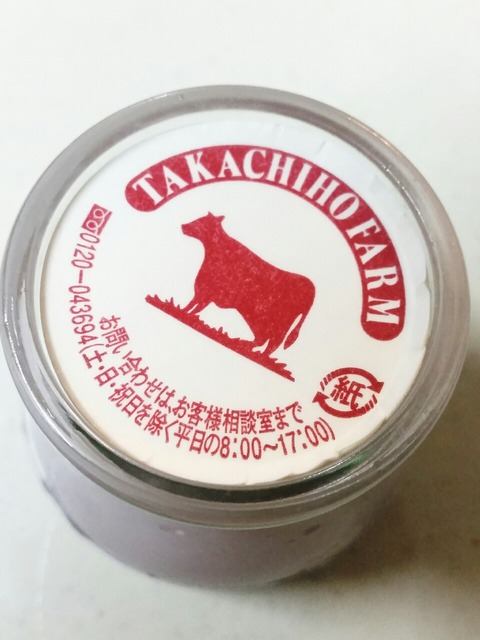 TAKACHIHO FARM
お問い合わせは、お客様相談室まで
0120-043694(土、日、祝日を除く平日の8:00~17:00)
紙